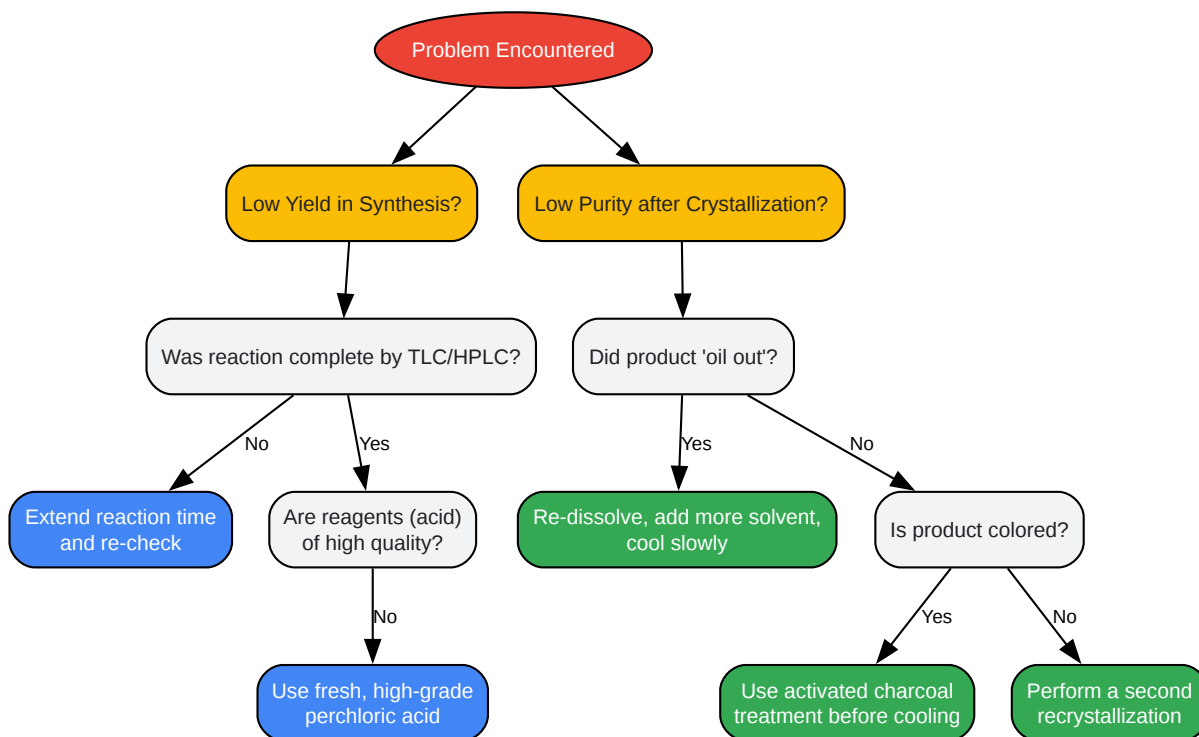 Problem Encountered
Low Yield in Synthesis?
Low Purity after Crystallization?
Was reaction complete by TLC/HPLC?
Did product 'oil out'?
No
Yes
Yes
No
Extend reaction time
and re-check
Are reagents (acid)
of high quality?
Re-dissolve, add more solvent,
cool slowly
Is product colored?
No
Yes
No
Use fresh, high-grade
perchloric acid
Use activated charcoal
treatment before cooling
Perform a second
recrystallization